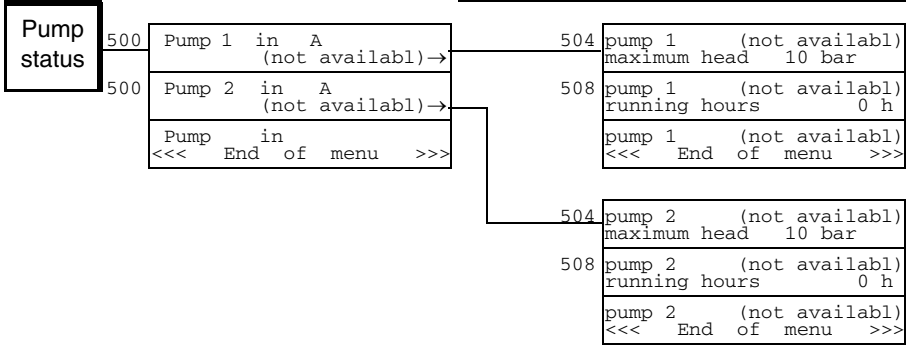 Pump
status
500 Pump 1 in A
(not availabl)→
500 Pump 2 in A
(not availabl)→
Pump in
<<< End of menu >>>
504 pump 1 (not availabl)
maximum head 10 bar
508 pump 1 (not availabl)
running hours 0 h
pump 1 (not availabl)
<<< End of menu >>>
504 pump 2 (not availabl)
maximum head 10 bar
508 pump 2 (not availabl)
running hours 0 h
pump 2 (not availabl)
<<< End of menu >>>